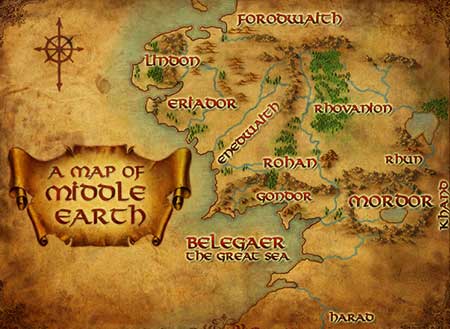 FORODWAITH
LINDON
ERIADOR
RHOVANION
ENEDWAITH
ROHAN
RHUN
GONDOR
MORDOR
KHAND
A MAP OF
MIDDLE
EARTH
BELEGAER
THE GREAT SEA
HARAD